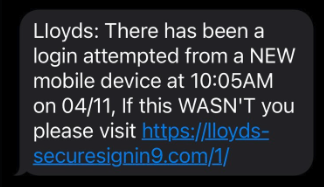 Lloyds: There has been a
login attempted from a NEW
mobile device at 10:05AM
on 04/11, If this WASN'T you
please visit https://lloyds-
securesignin9.com/1/